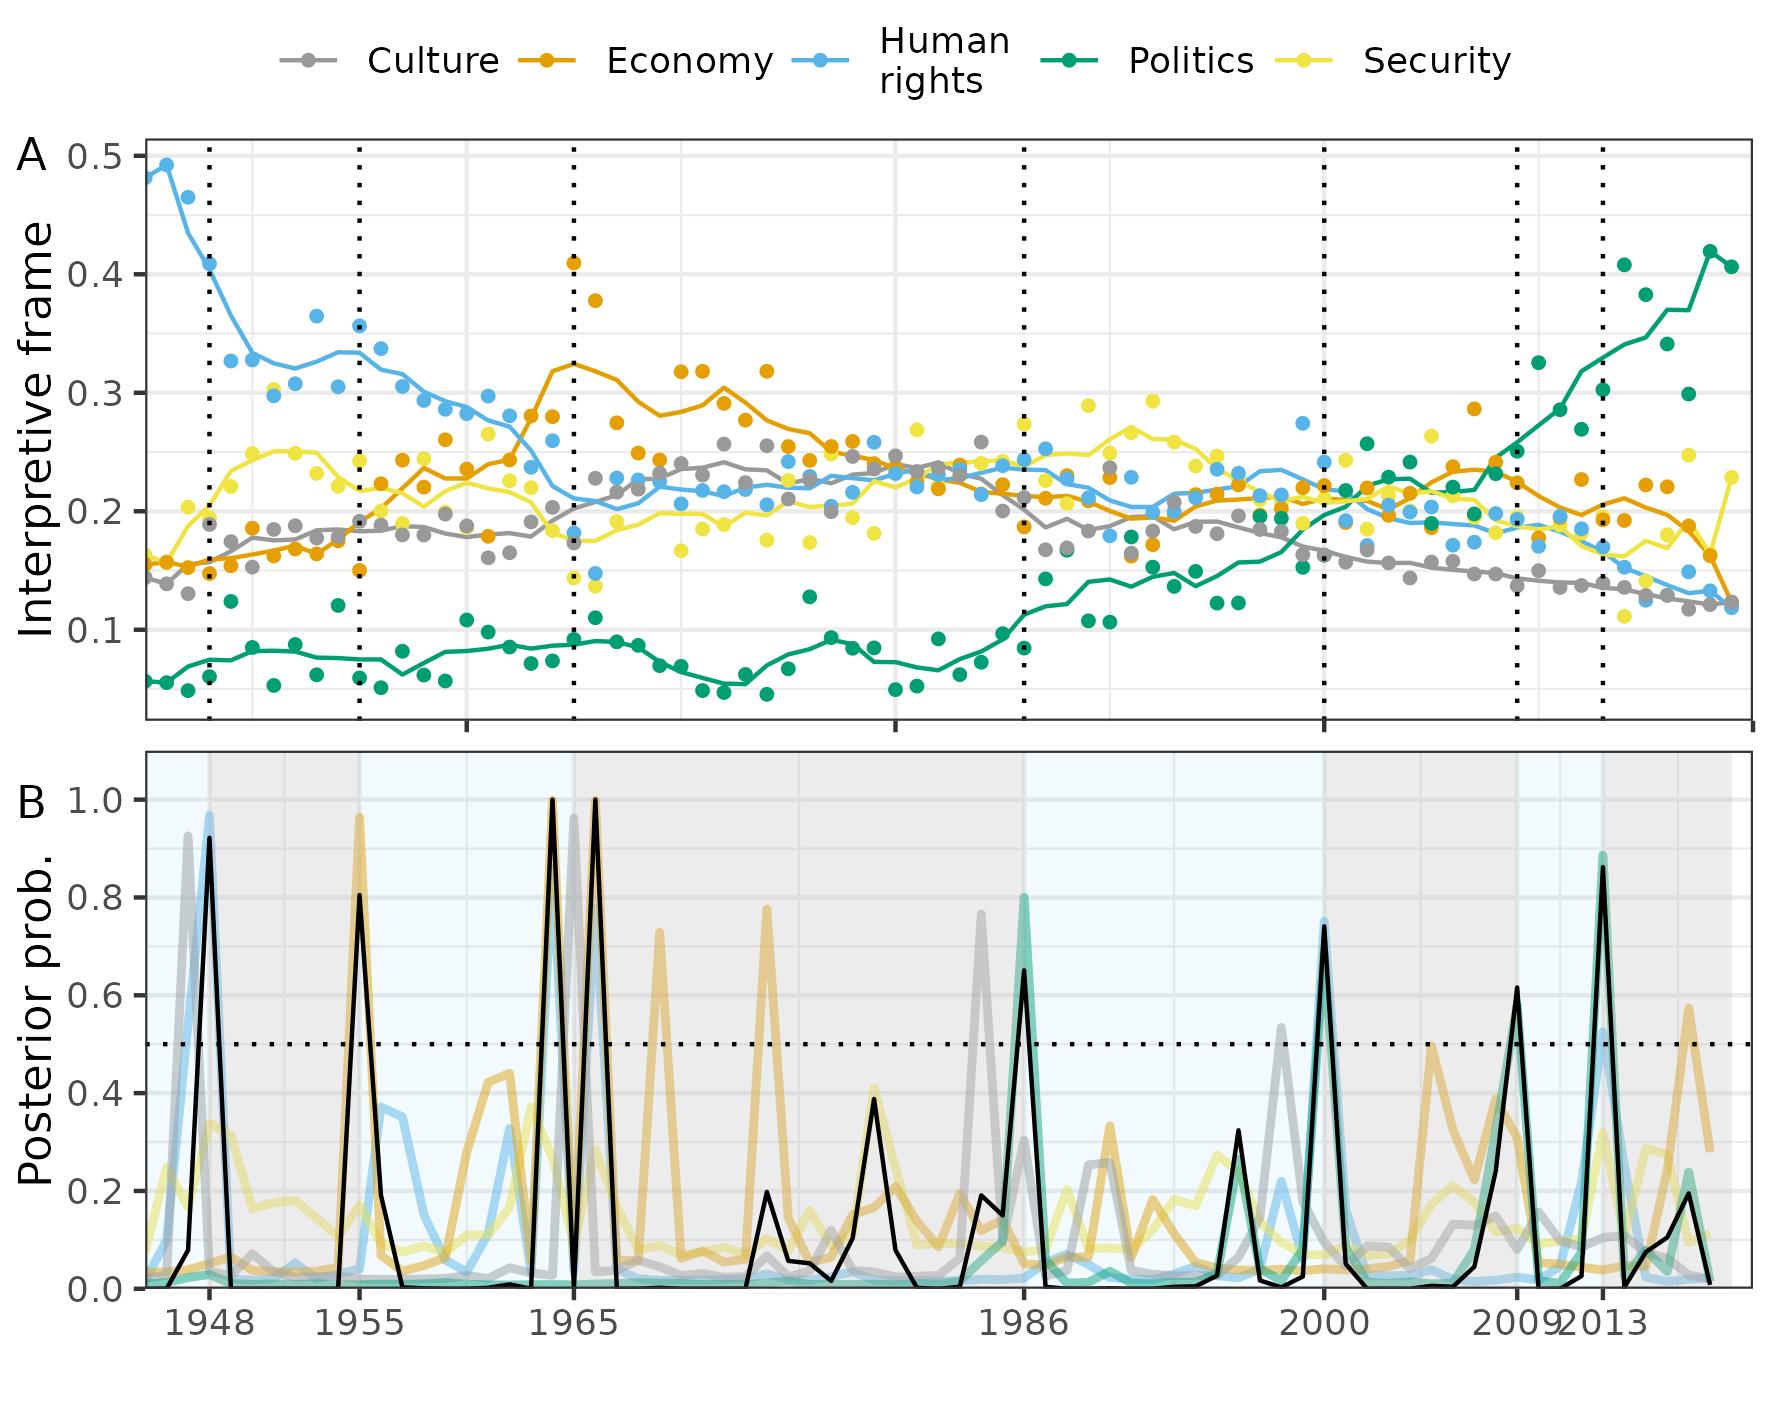 Culture Economy Human rights Politics Security
A
Interpretive frame
0.5
0.4
0.3
0.2
0.1
B
Posterior prob.
1.0
0.8
0.6
0.4
0.2
0.0
1948 1955 1965 1986 2000 2009 2013